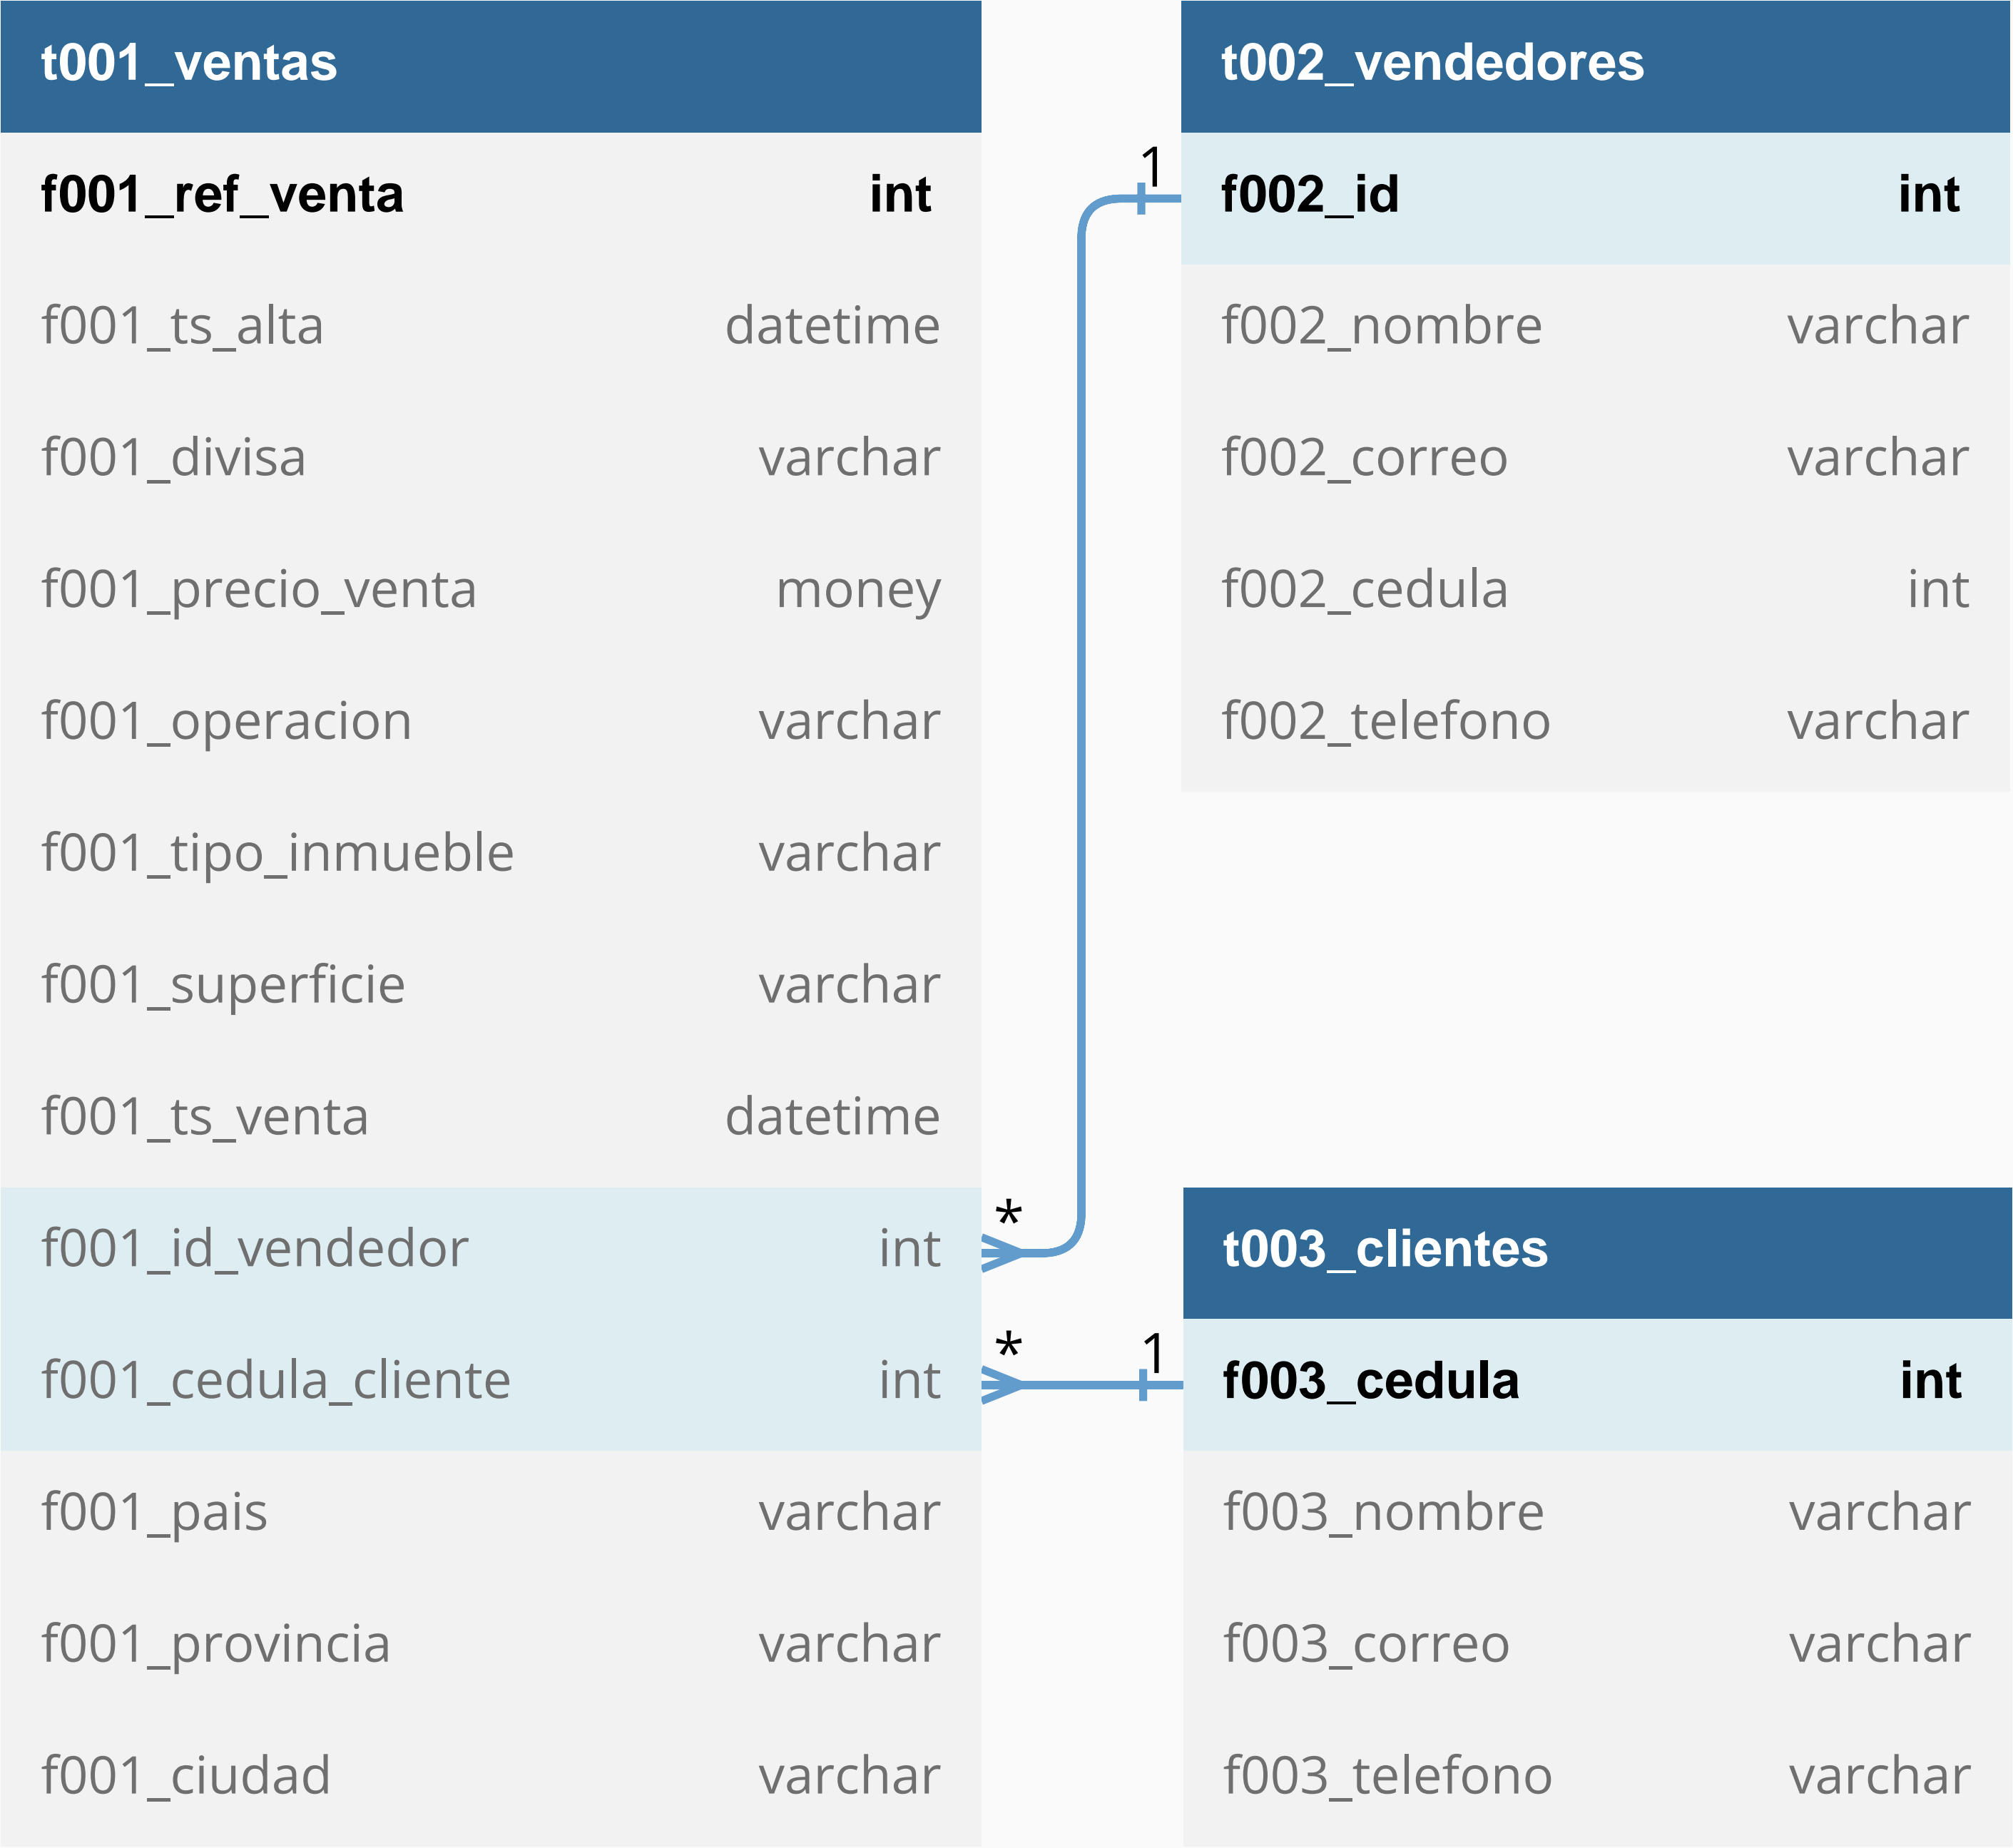 t001_ventas
f001_ref_venta int
f001_ts_alta datetime
f001_divisa varchar
f001_precio_venta money
f001_operacion varchar
f001_tipo_inmueble varchar
f001_superficie varchar
f001_ts_venta datetime
f001_id_vendedor int
f001_cedula_cliente int
f001_pais varchar
f001_provincia varchar
f001_ciudad varchar
1
*
*
1
t002_vendedores
f002_id int
f002_nombre varchar
f002_correo varchar
f002_cedula int
f002_telefono varchar
t003_clientes
f003_cedula int
f003_nombre varchar
f003_correo varchar
f003_telefono varchar